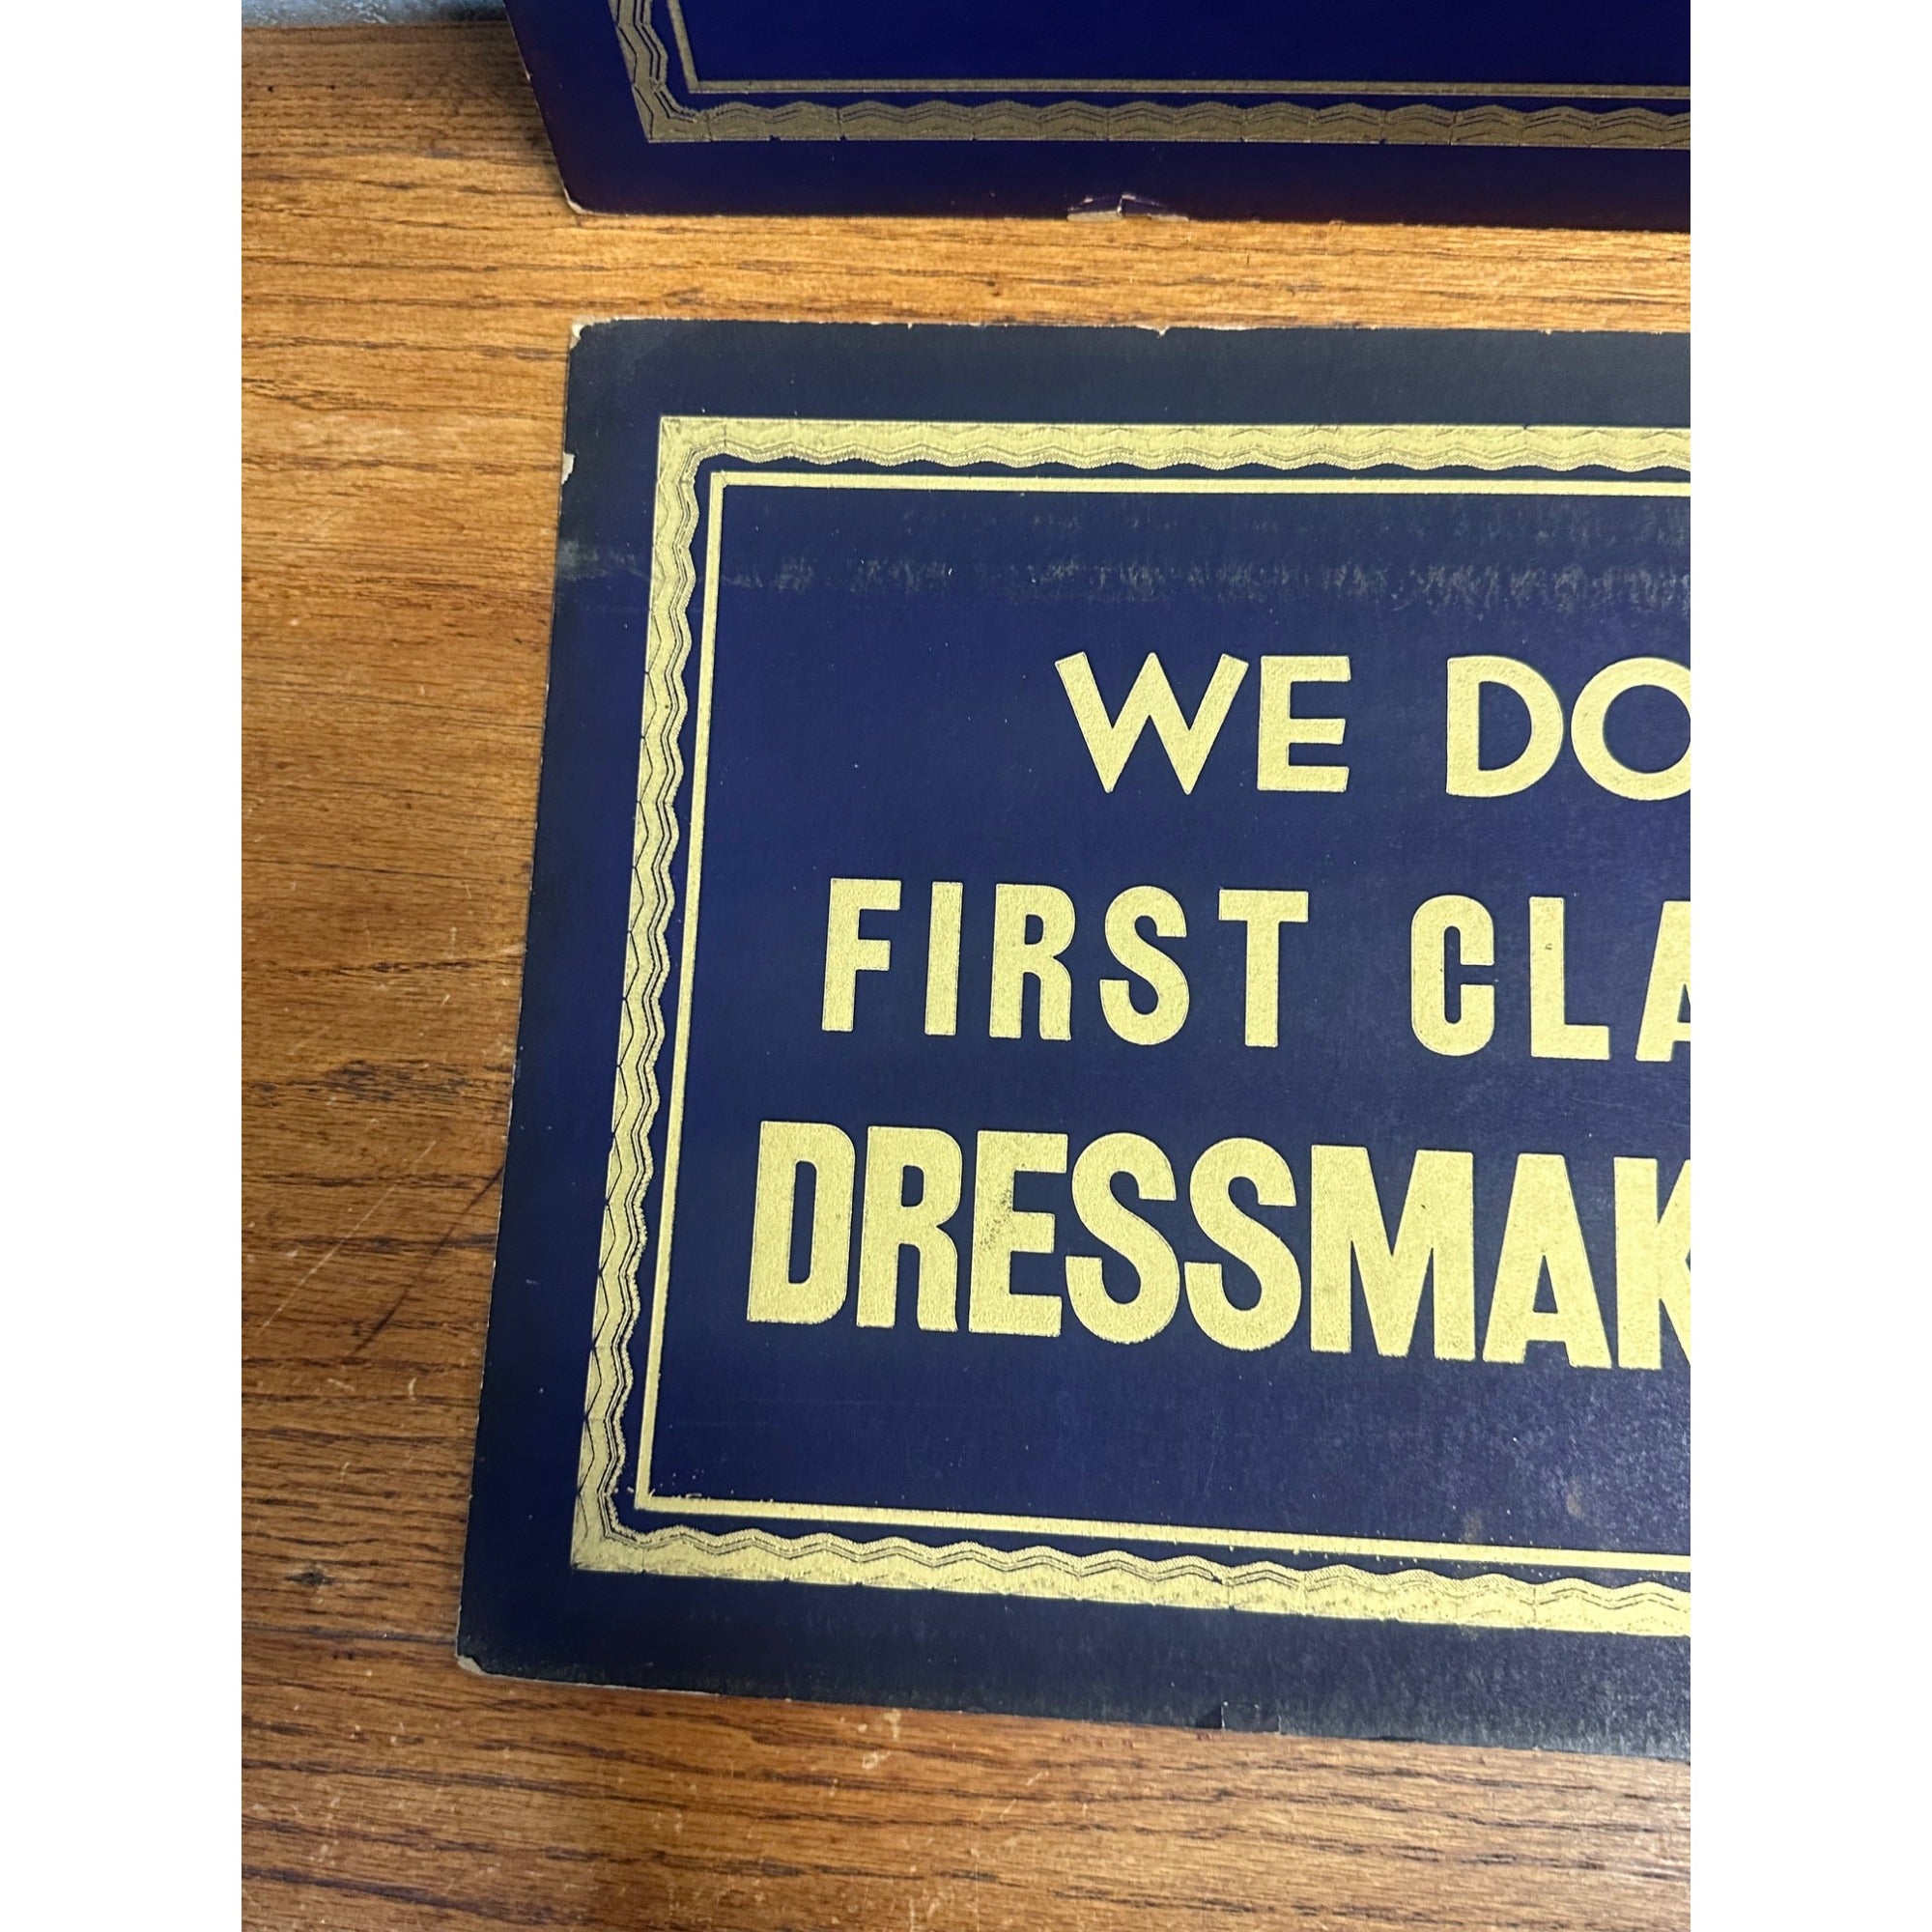 WE DO
FIRST CLA
DRESSMAK